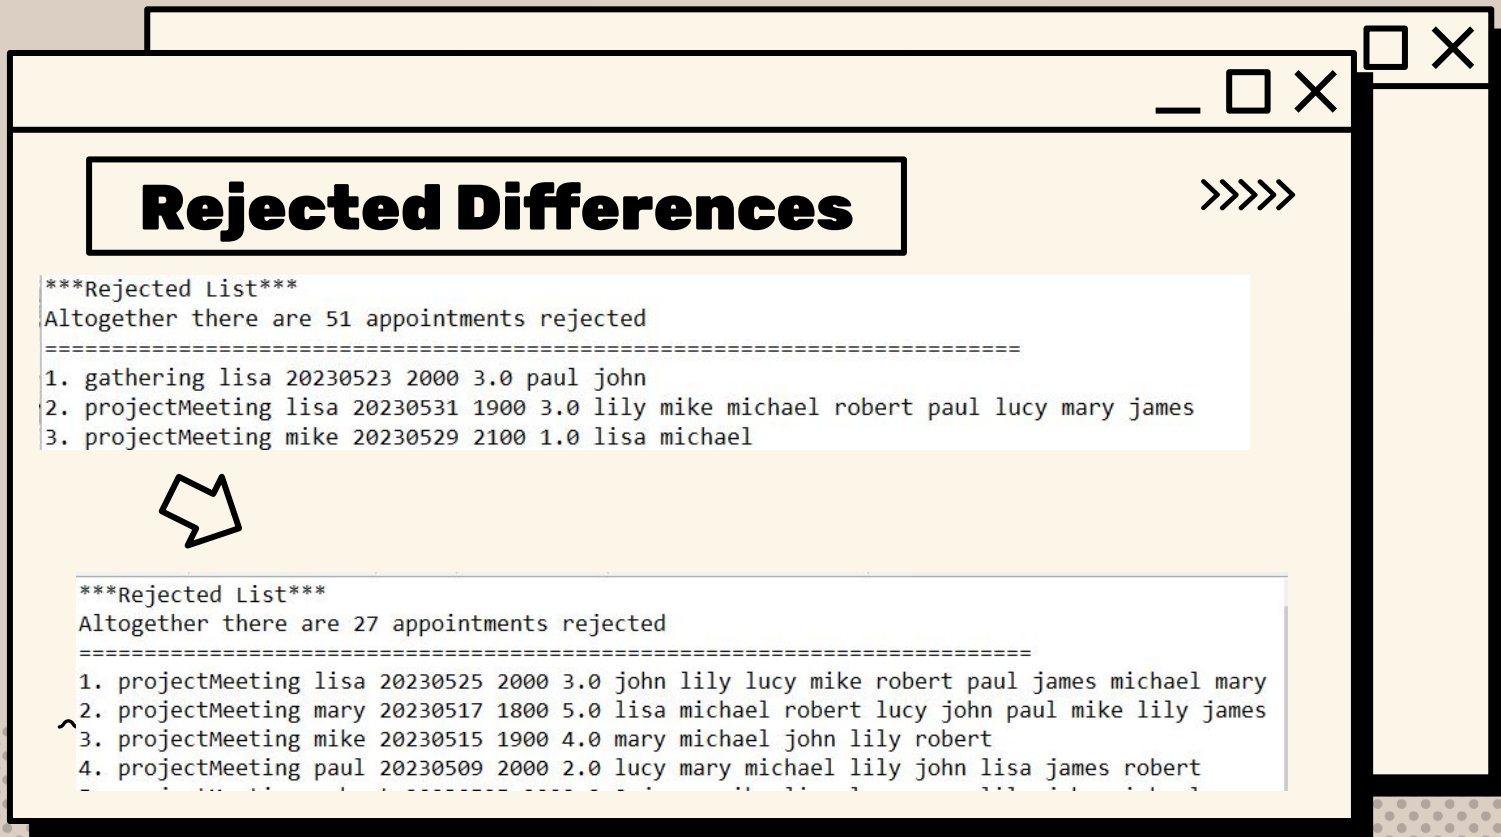 Rejected Differences
***Rejected List***
Altogether there are 51 appointments rejected
=========================================================================
1. gathering lisa 20230523 2000 3.0 paul john
2. projectMeeting lisa 20230531 1900 3.0 lily mike michael robert paul lucy mary james
3. projectMeeting mike 20230529 2100 1.0 lisa michael
***Rejected List***
Altogether there are 27 appointments rejected
=========================================================================
1. projectMeeting lisa 20230525 2000 3.0 john lily lucy mike robert paul james michael mary
2. projectMeeting mary 20230517 1800 5.0 lisa michael robert lucy john paul mike lily james
3. projectMeeting mike 20230515 1900 4.0 mary michael john lily robert
4. projectMeeting paul 20230509 2000 2.0 lucy mary michael lily john lisa james robert